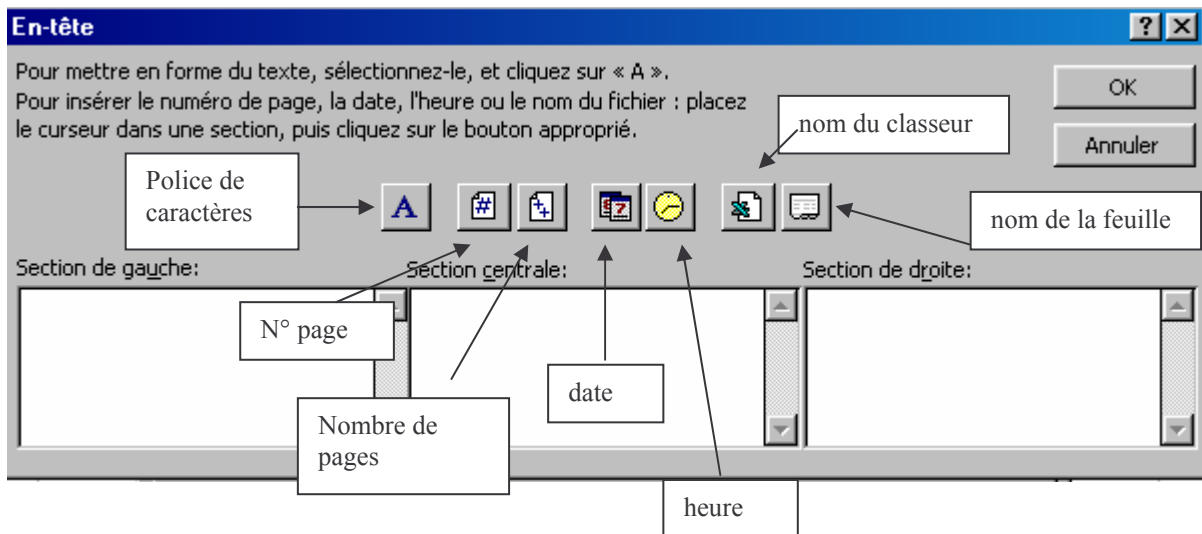 En-tête
Pour mettre en forme du texte, sélectionnez-le, et cliquez sur « A ».
Pour insérer le numéro de page, la date, l'heure ou le nom du fichier : placez
le curseur dans une section, puis cliquez sur le bouton approprié.
OK
Annuler
nom du classeur
Police de
caractères
A
nom de la feuille
Section de gauche:
Section centrale:
Section de droite:
N° page
date
Nombre de
pages
heure